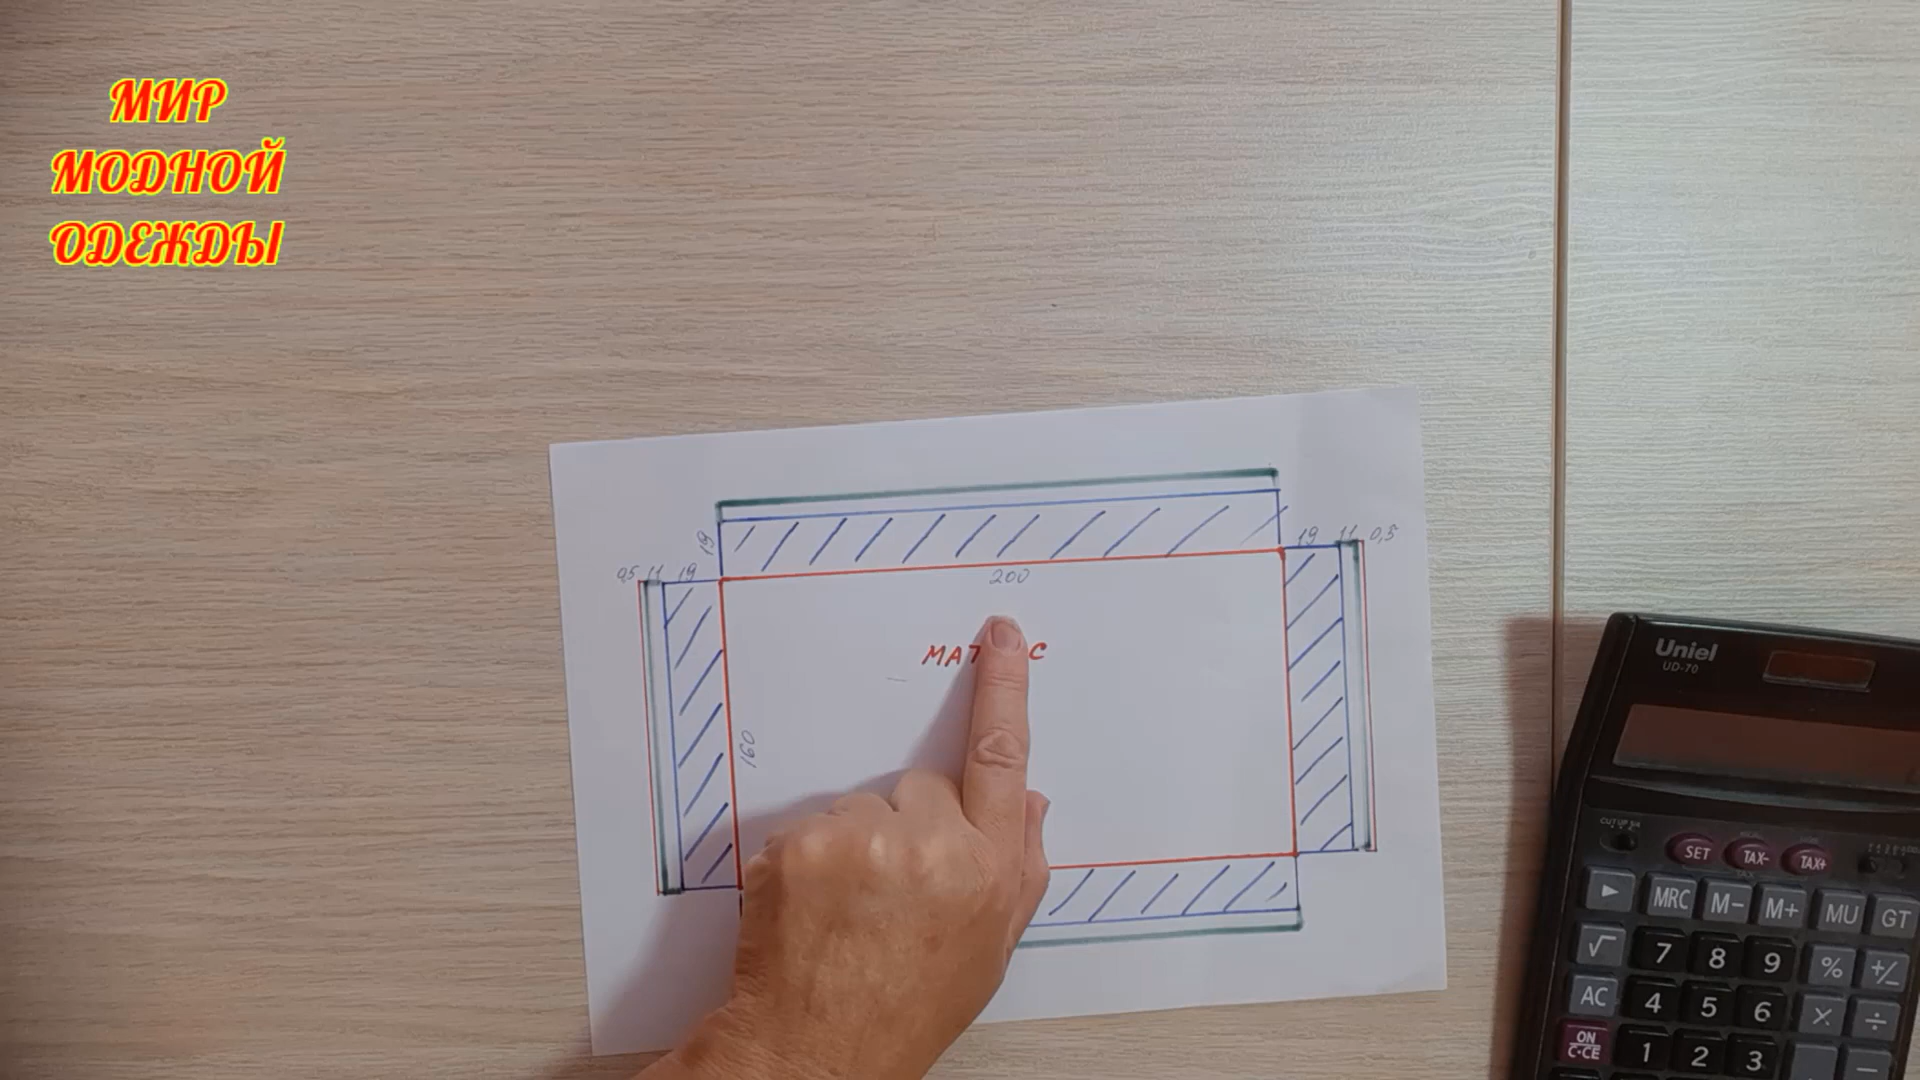 МИР
МОДНОЙ
ОДЕЖДЫ
19
19 11 0,5
0,5 11 19
200
160
Uniel
UD-70
SET TAX- TAX+
MRC M- M+ MU GT
√ 7 8 9 % +/-
AC 4 5 6 × ÷
ON
C·CE 1 2 3 −